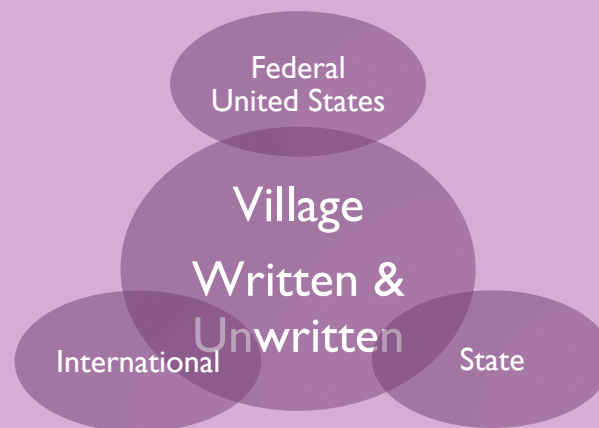 Federal
United States
Village
Written &
Unwritten
International
State